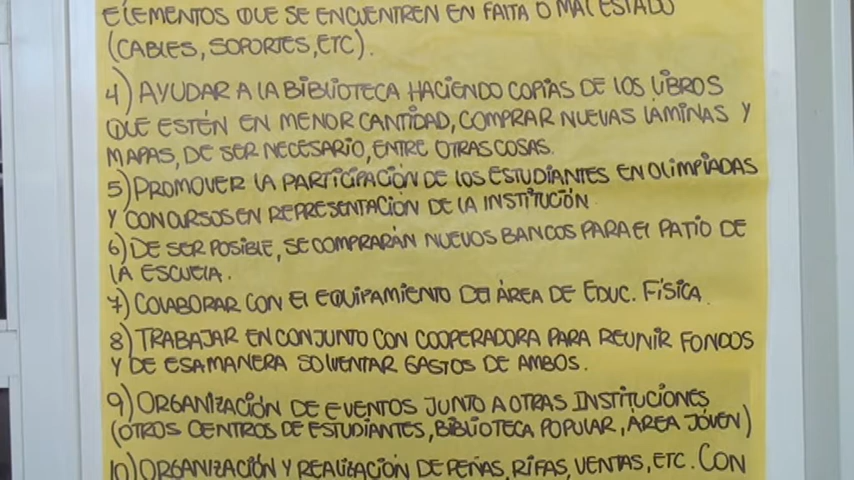 ELEMENTOS QUE SE ENCUENTREN EN FALTA O MAL ESTADO
(CABLES, SOPORTES, ETC).
4) AYUDAR A LA BIBLIOTECA HACIENDO COPIAS DE LOS LIBROS
QUE ESTÉN EN MENOR CANTIDAD, COMPRAR NUEVAS LÁMINAS Y
MAPAS, DE SER NECESARIO, ENTRE OTRAS COSAS.
5) PROMOVER LA PARTICIPACIÓN DE LOS ESTUDIANTES EN OLIMPIADAS
Y CONCURSOS EN REPRESENTACIÓN DE LA INSTITUCIÓN
6) DE SER POSIBLE, SE COMPRARÁN NUEVOS BANCOS PARA El PATIO DE
LA ESCUELA.
7) COLABORAR CON El EQUIPAMIENTO DEl ÁREA DE EDUC. FÍSICA.
8) TRABAJAR EN CONJUNTO CON COOPERADORA PARA REUNIR FONDOS
Y DE ESA MANERA SOLVENTAR GASTOS DE AMBOS.
9) ORGANIZACIÓN DE EVENTOS JUNTO A OTRAS INSTITUCIONES
(OTROS CENTROS DE ESTUDIANTES, BIBLIOTECA POPULAR, ÁREA JÓVEN)
10) ORGANIZACIÓN Y REALIZACIÓN DE PEÑAS, RIFAS, VENTAS, ETC. CON